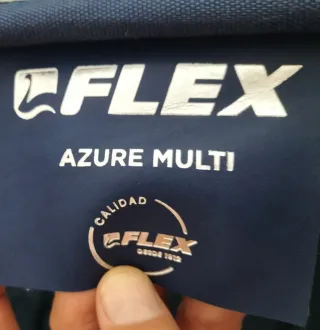 FLEX
AZURE MULTI
CALIDAD
FLEX
DESDE 1912